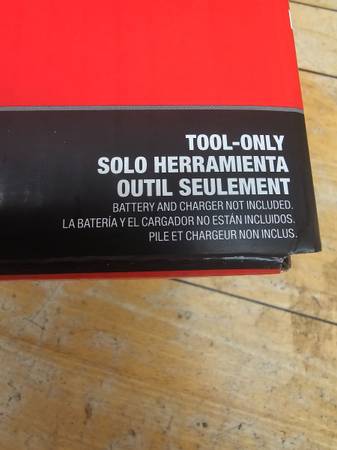 TOOL-ONLY
SOLO HERRAMIENTA
OUTIL SEULEMENT
BATTERY AND CHARGER NOT INCLUDED.
LA BATERÍA Y EL CARGADOR NO ESTÁN INCLUIDOS.
PILE ET CHARGEUR NON INCLUS.